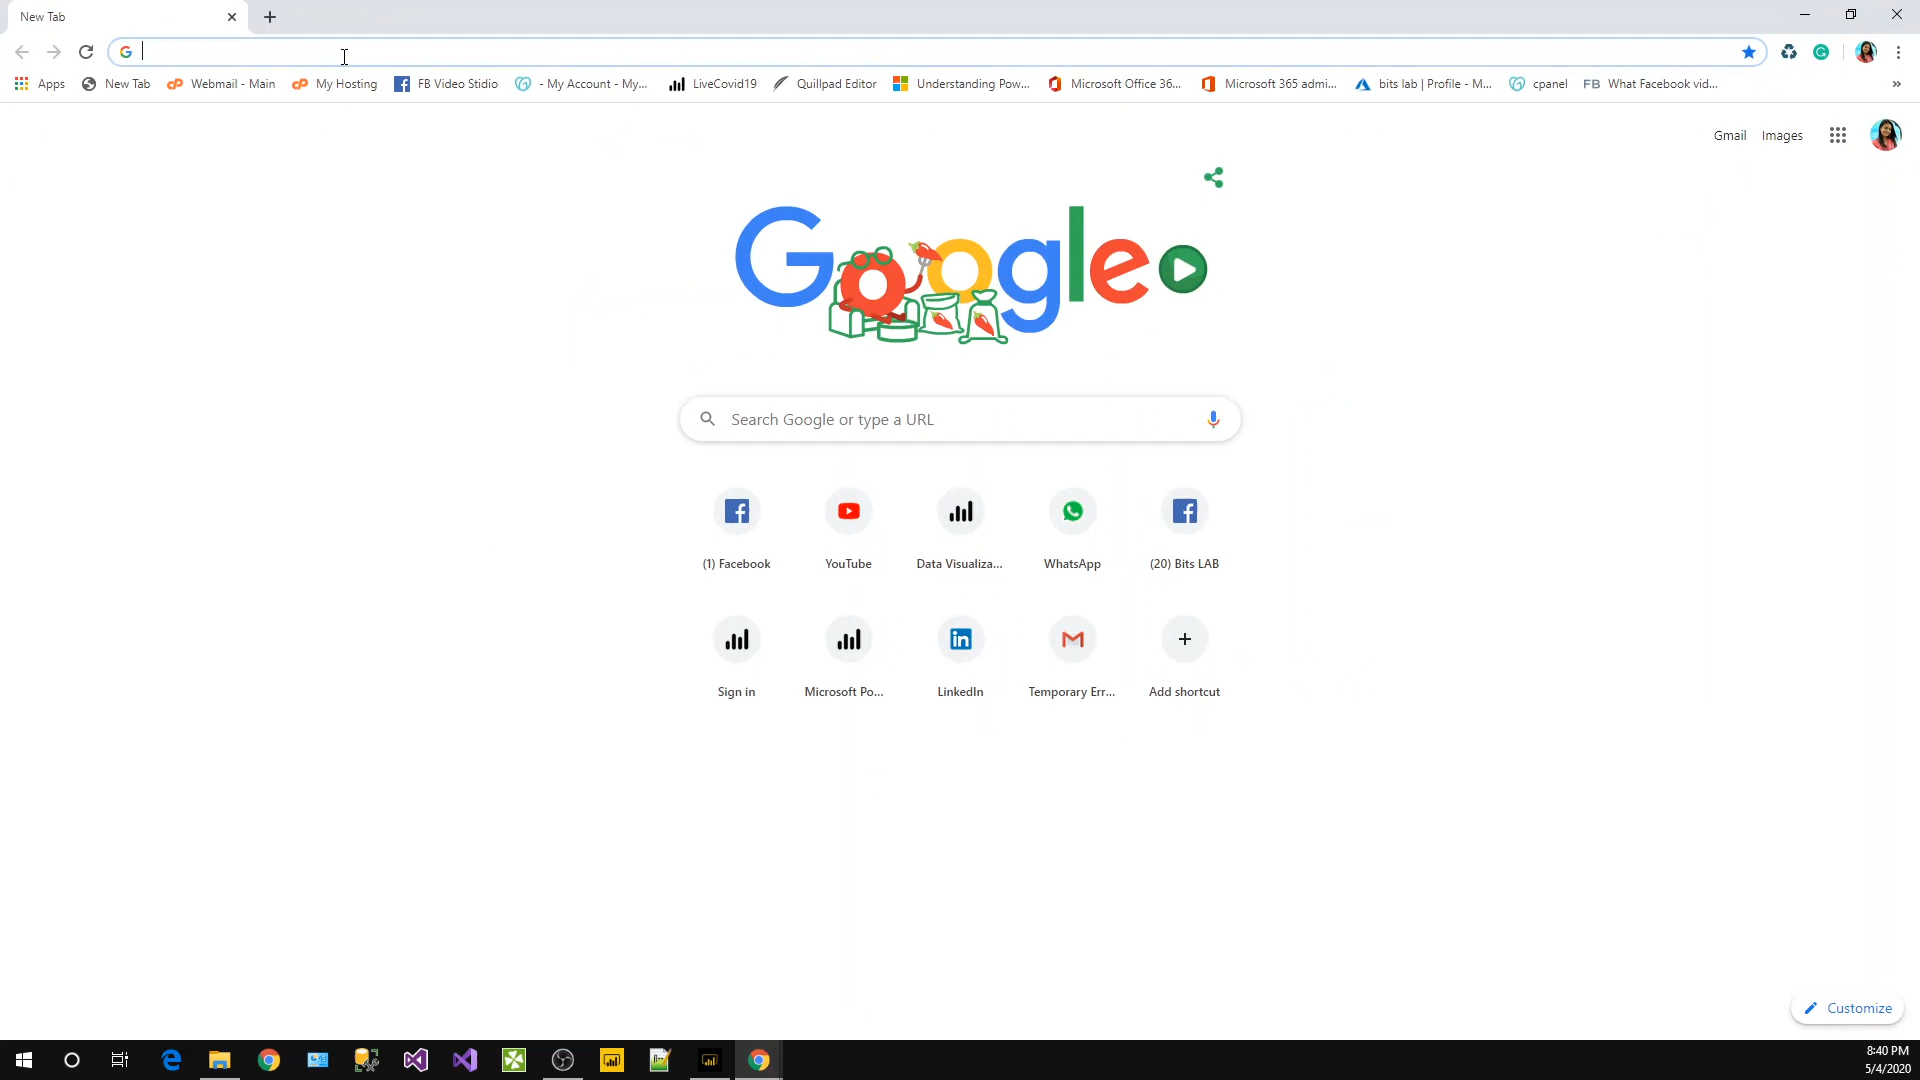 New Tab
Apps New Tab Webmail - Main My Hosting FB Video Stidio - My Account - My... LiveCovid19 Quillpad Editor Understanding Pow... Microsoft Office 36... Microsoft 365 admi... bits lab | Profile - M... cpanel FB What Facebook vid... »
Gmail Images
Google
Search Google or type a URL
(1) Facebook YouTube Data Visualiza... WhatsApp (20) Bits LAB
Sign in Microsoft Po... LinkedIn Temporary Err... Add shortcut
Customize
8:40 PM
5/4/2020